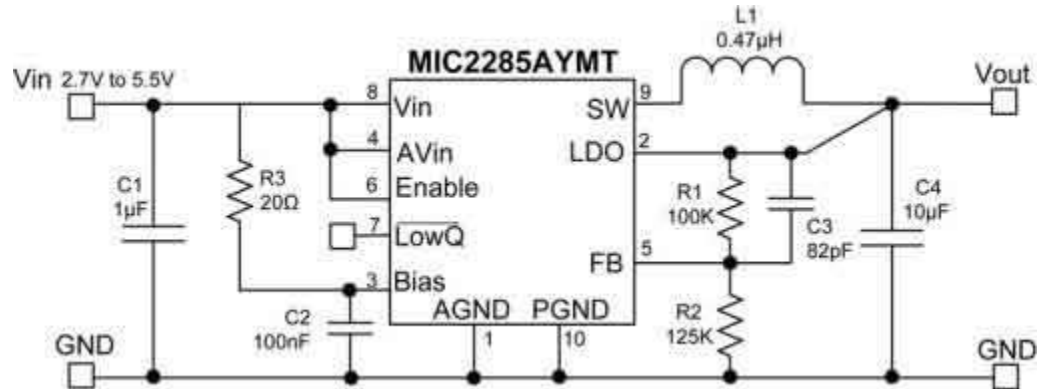 L1
0.47µH
MIC2285AYMT
Vin 2.7V to 5.5V
Vout
8
Vin
SW
9
4
AVin
LDO
2
6
Enable
7
LowQ
3
Bias
FB
5
AGND
PGND
1
10
C1
1µF
R3
20Ω
C2
100nF
R1
100K
C3
82pF
C4
10µF
R2
125K
GND
GND